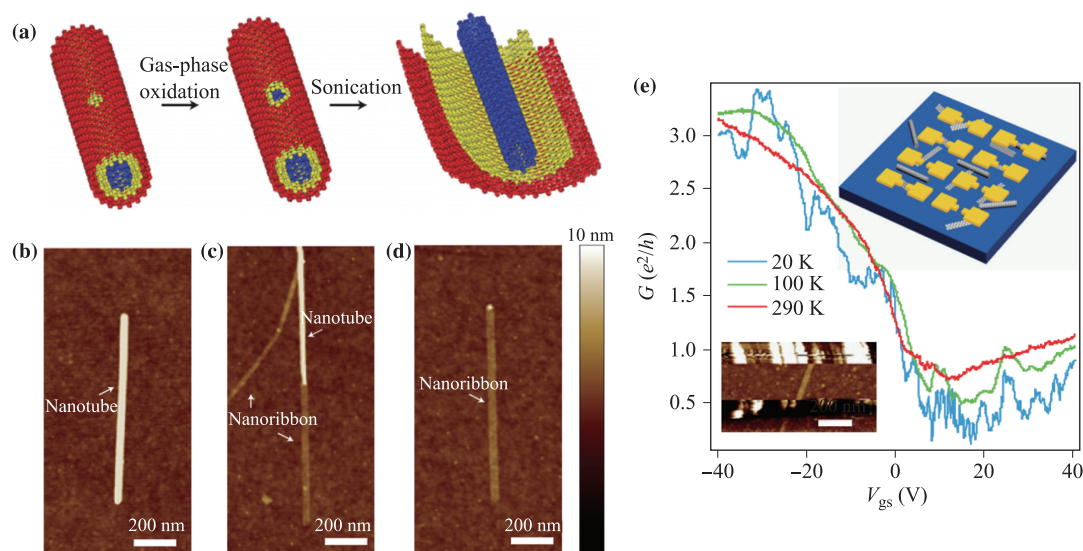 (a)
Gas-phase
oxidation
Sonication
(b)
Nanotube
200 nm
(c)
Nanotube
Nanoribbon
200 nm
(d)
Nanoribbon
200 nm
10 nm
0
(e)
G (e²/h)
3.0
2.5
2.0
1.5
1.0
0.5
20 K
100 K
290 K
200 nm
−40
−20
0
20
40
Vgs (V)